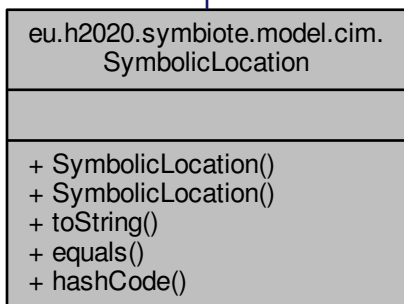 eu.h2020.symbiote.model.cim.
SymbolicLocation
+ SymbolicLocation()
+ SymbolicLocation()
+ toString()
+ equals()
+ hashCode()